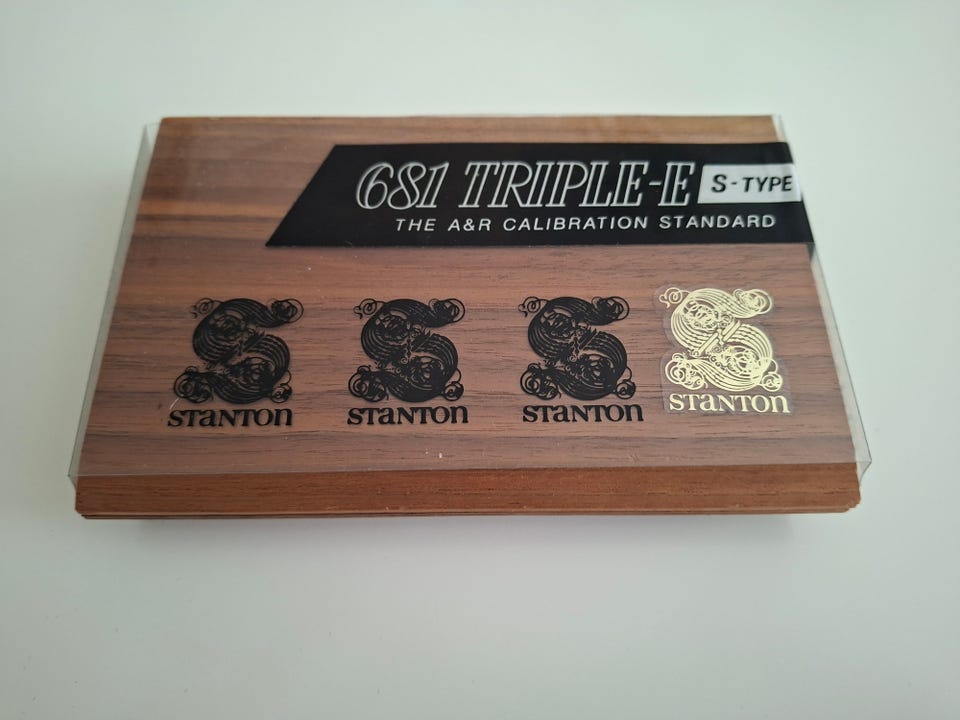 681 TRIPLE-E S-TYPE
THE A&R CALIBRATION STANDARD
STANTON STANTON STANTON STANTON